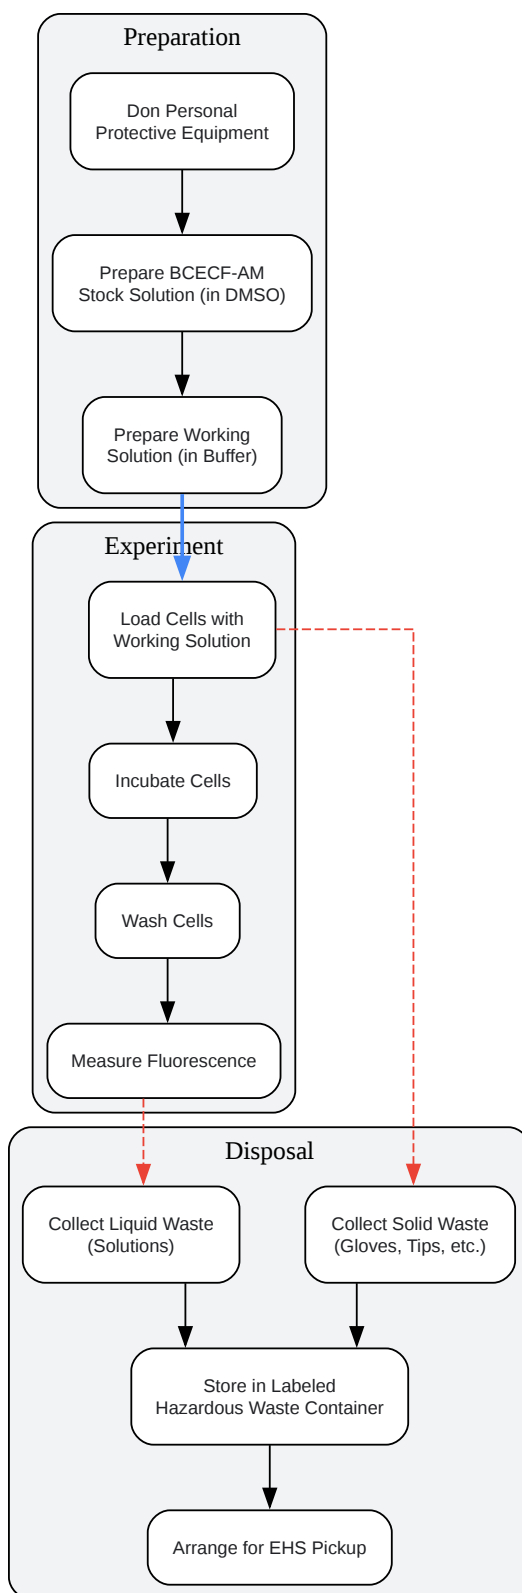 Preparation
Don Personal
Protective Equipment
Prepare BCECF-AM
Stock Solution (in DMSO)
Prepare Working
Solution (in Buffer)
Experiment
Load Cells with
Working Solution
Incubate Cells
Wash Cells
Measure Fluorescence
Disposal
Collect Liquid Waste
(Solutions)
Collect Solid Waste
(Gloves, Tips, etc.)
Store in Labeled
Hazardous Waste Container
Arrange for EHS Pickup